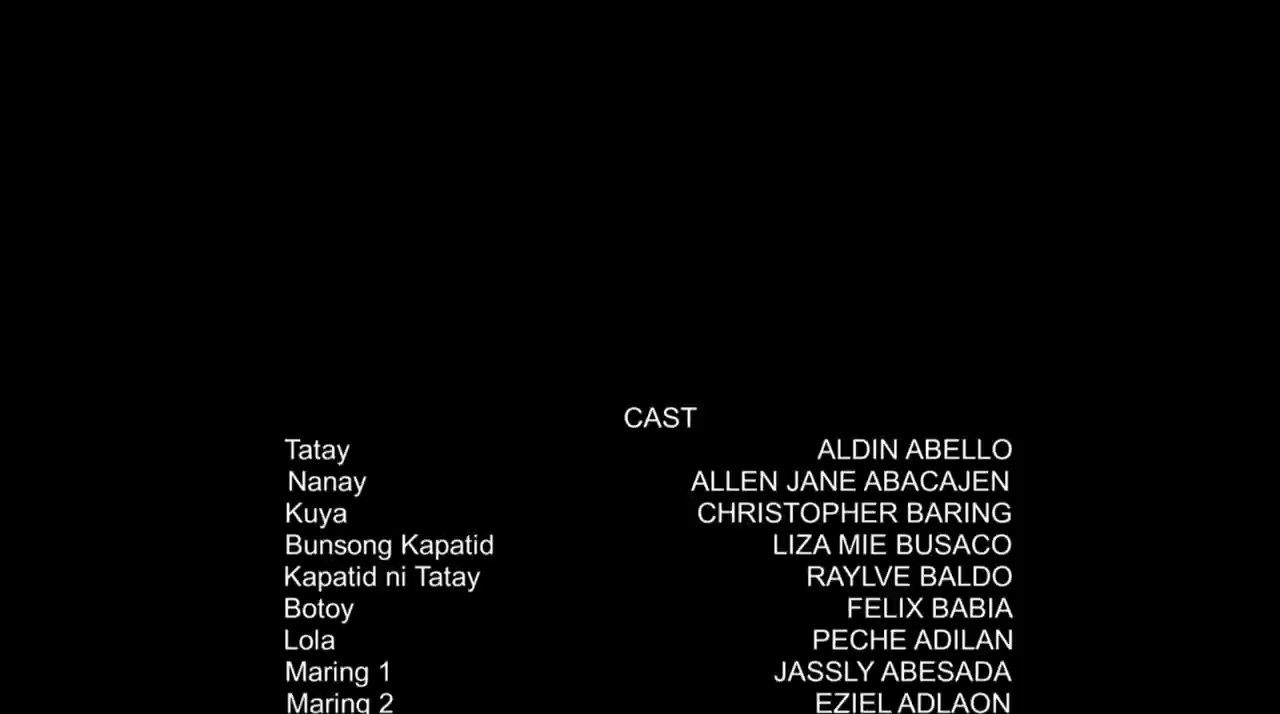 CAST
Tatay ALDIN ABELLO
Nanay ALLEN JANE ABACAJEN
Kuya CHRISTOPHER BARING
Bunsong Kapatid LIZA MIE BUSACO
Kapatid ni Tatay RAYLVE BALDO
Botoy FELIX BABIA
Lola PECHE ADILAN
Maring 1 JASSLY ABESADA
Maring 2 EZIEL ADLAON